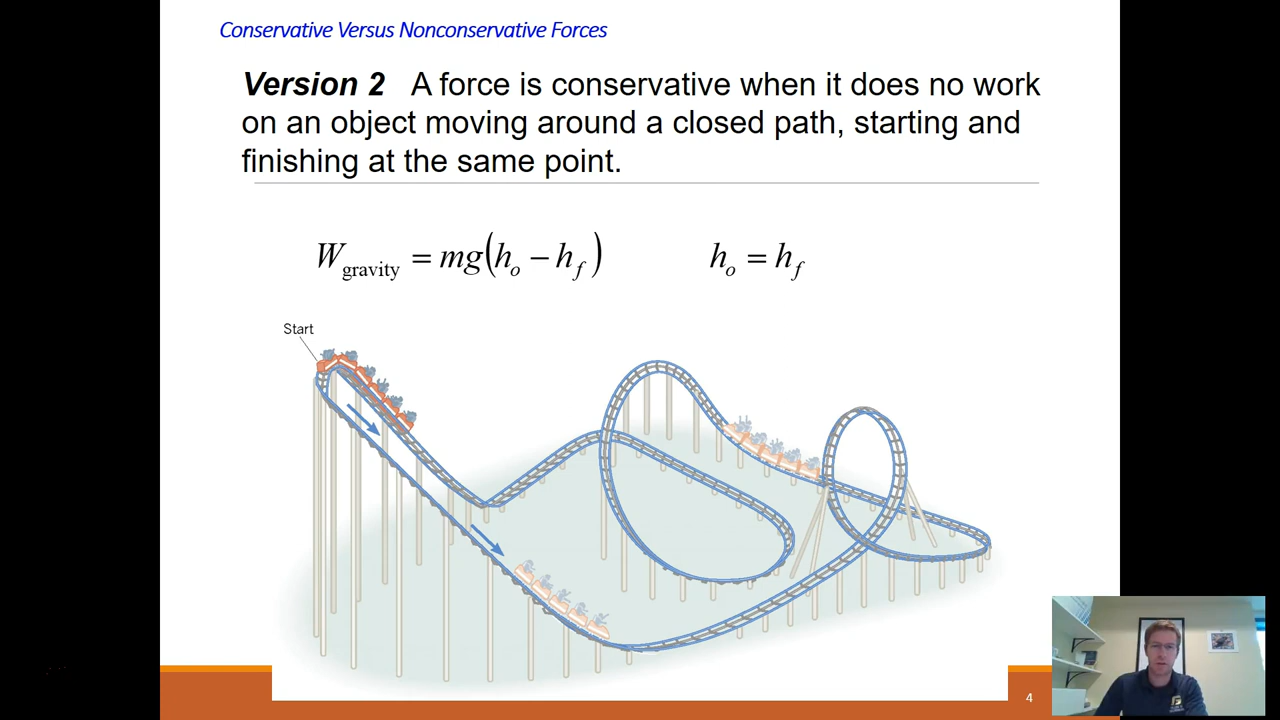 Conservative Versus Nonconservative Forces
Version 2 A force is conservative when it does no work
on an object moving around a closed path, starting and
finishing at the same point.
W_gravity = mg(h_o − h_f)
h_o = h_f
Start
4